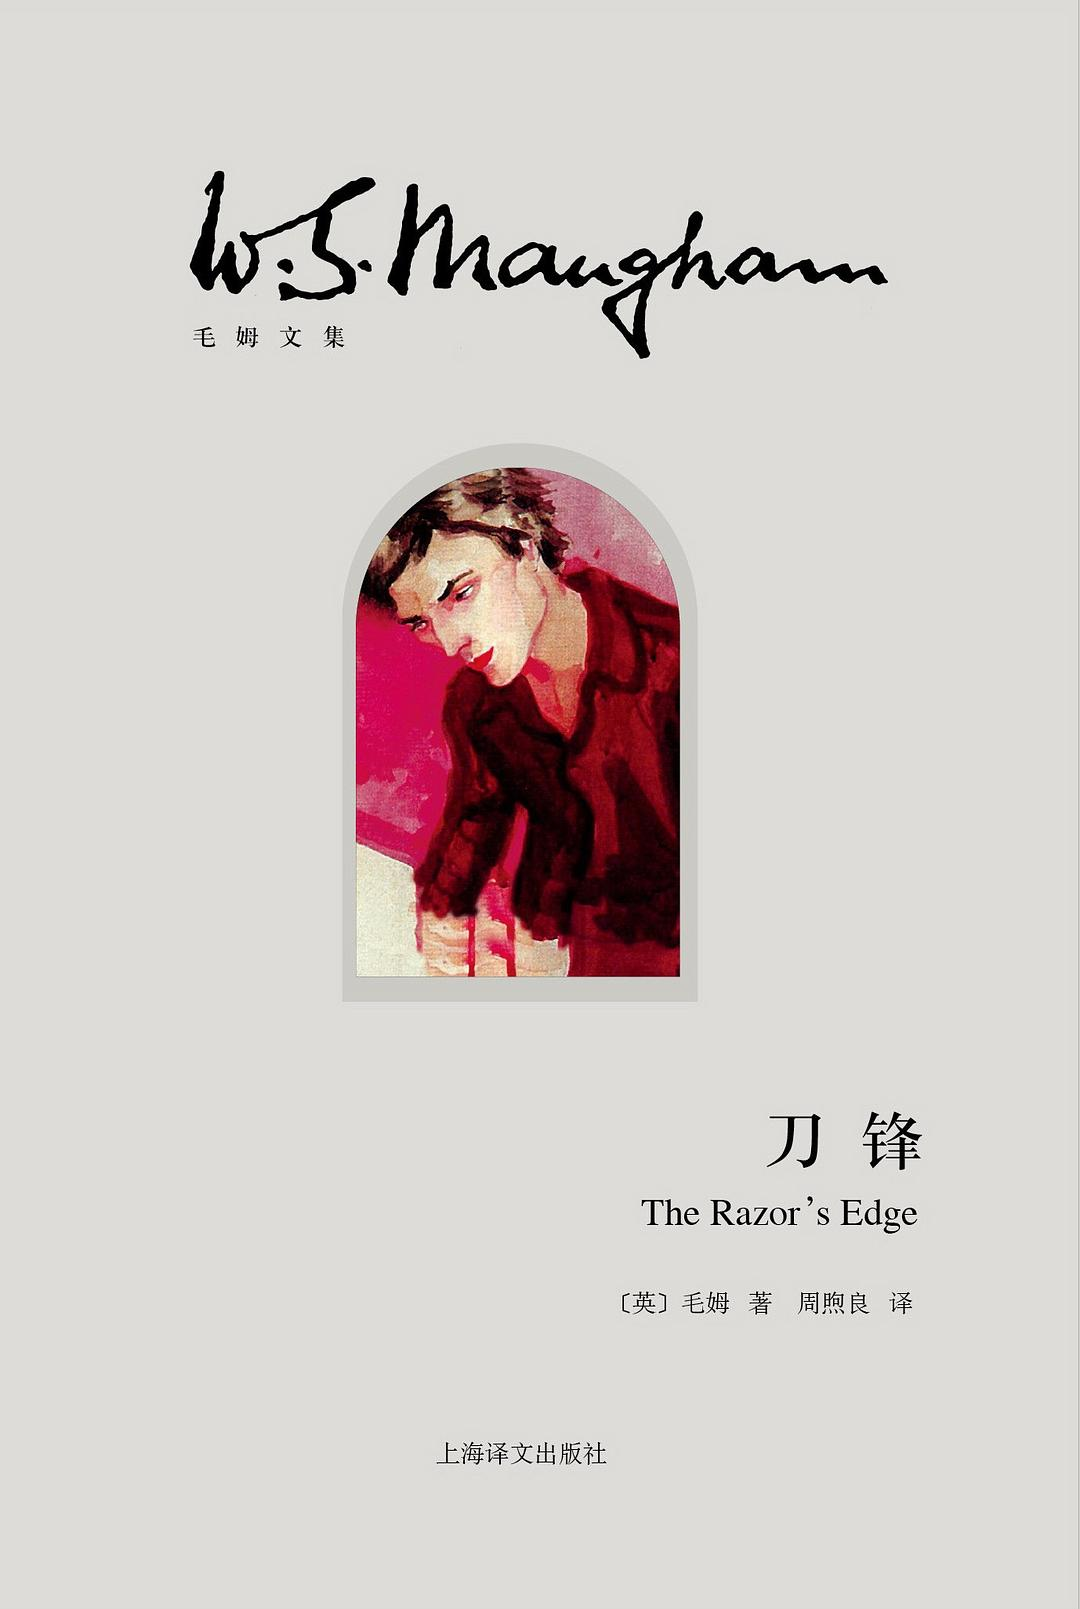 W.S.Maugham
毛姆文集
刀锋
The Razor's Edge
〔英〕毛姆 著 周煦良 译
上海译文出版社